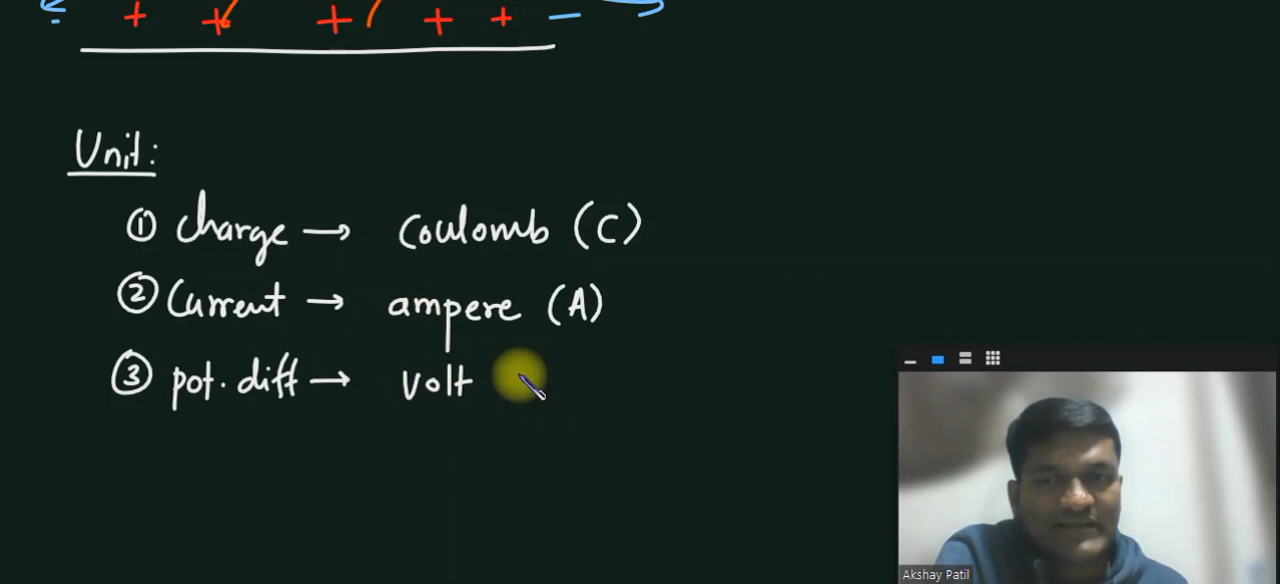 + + + + + −
Unit:
① charge → Coulomb (C)
② Current → ampere (A)
③ pot. diff → volt
Akshay Patil